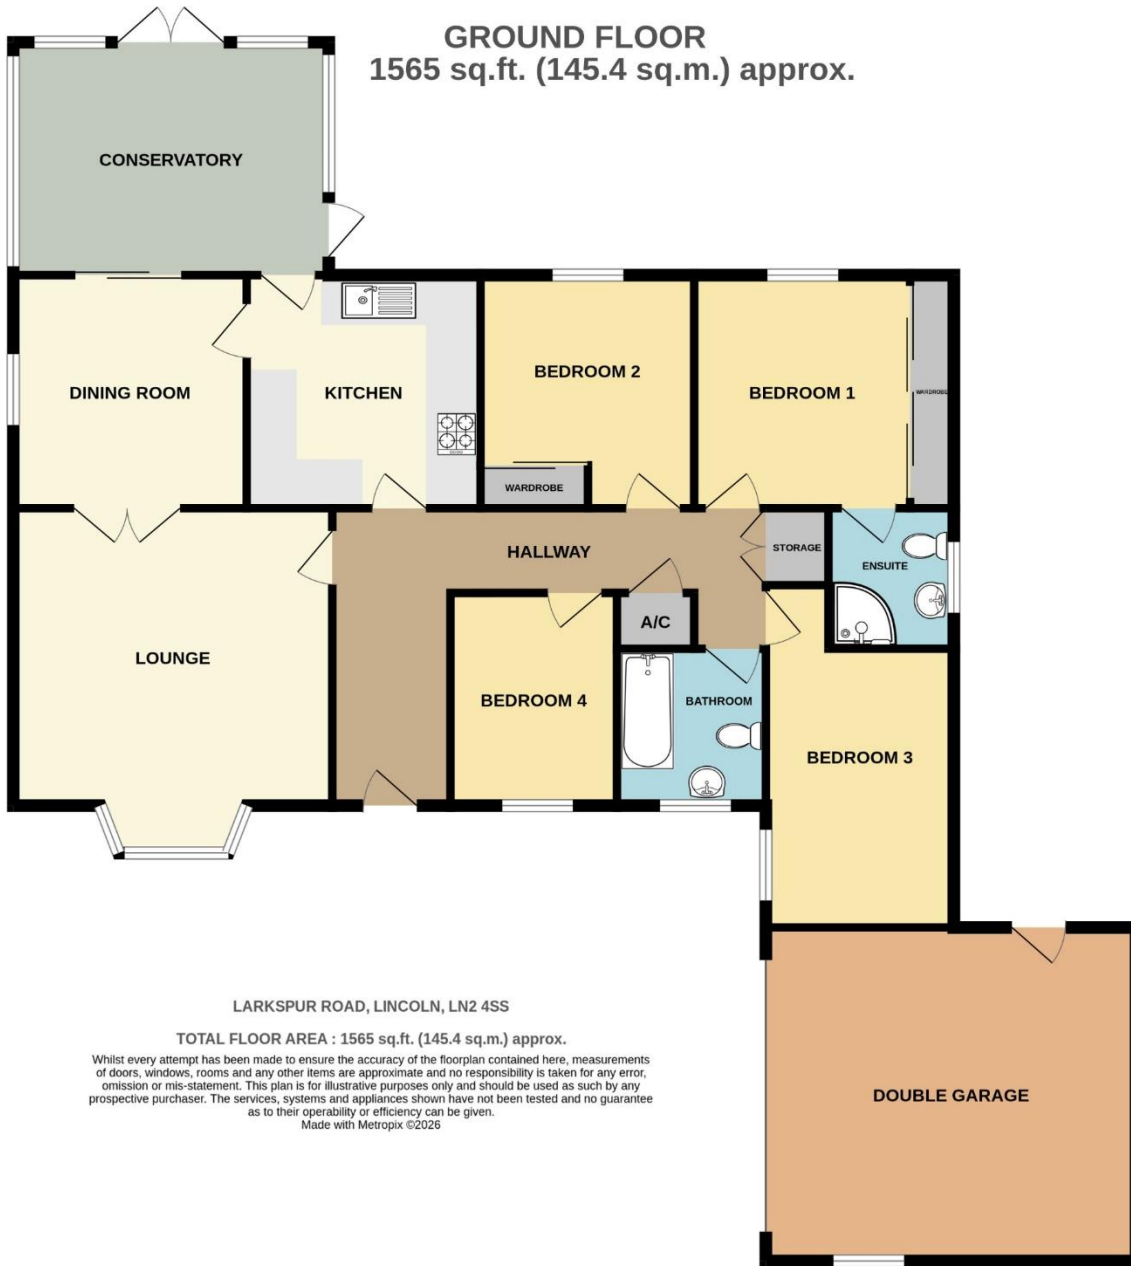 GROUND FLOOR
1565 sq.ft. (145.4 sq.m.) approx.
CONSERVATORY
DINING ROOM
KITCHEN
BEDROOM 2
BEDROOM 1
WARDROBE
WARDROBE
HALLWAY
STORAGE
ENSUITE
A/C
LOUNGE
BEDROOM 4
BATHROOM
BEDROOM 3
DOUBLE GARAGE
LARKSPUR ROAD, LINCOLN, LN2 4SS
TOTAL FLOOR AREA : 1565 sq.ft. (145.4 sq.m.) approx.
Whilst every attempt has been made to ensure the accuracy of the floorplan contained here, measurements
of doors, windows, rooms and any other items are approximate and no responsibility is taken for any error,
omission or mis-statement. This plan is for illustrative purposes only and should be used as such by any
prospective purchaser. The services, systems and appliances shown have not been tested and no guarantee
as to their operability or efficiency can be given.
Made with Metropix ©2026